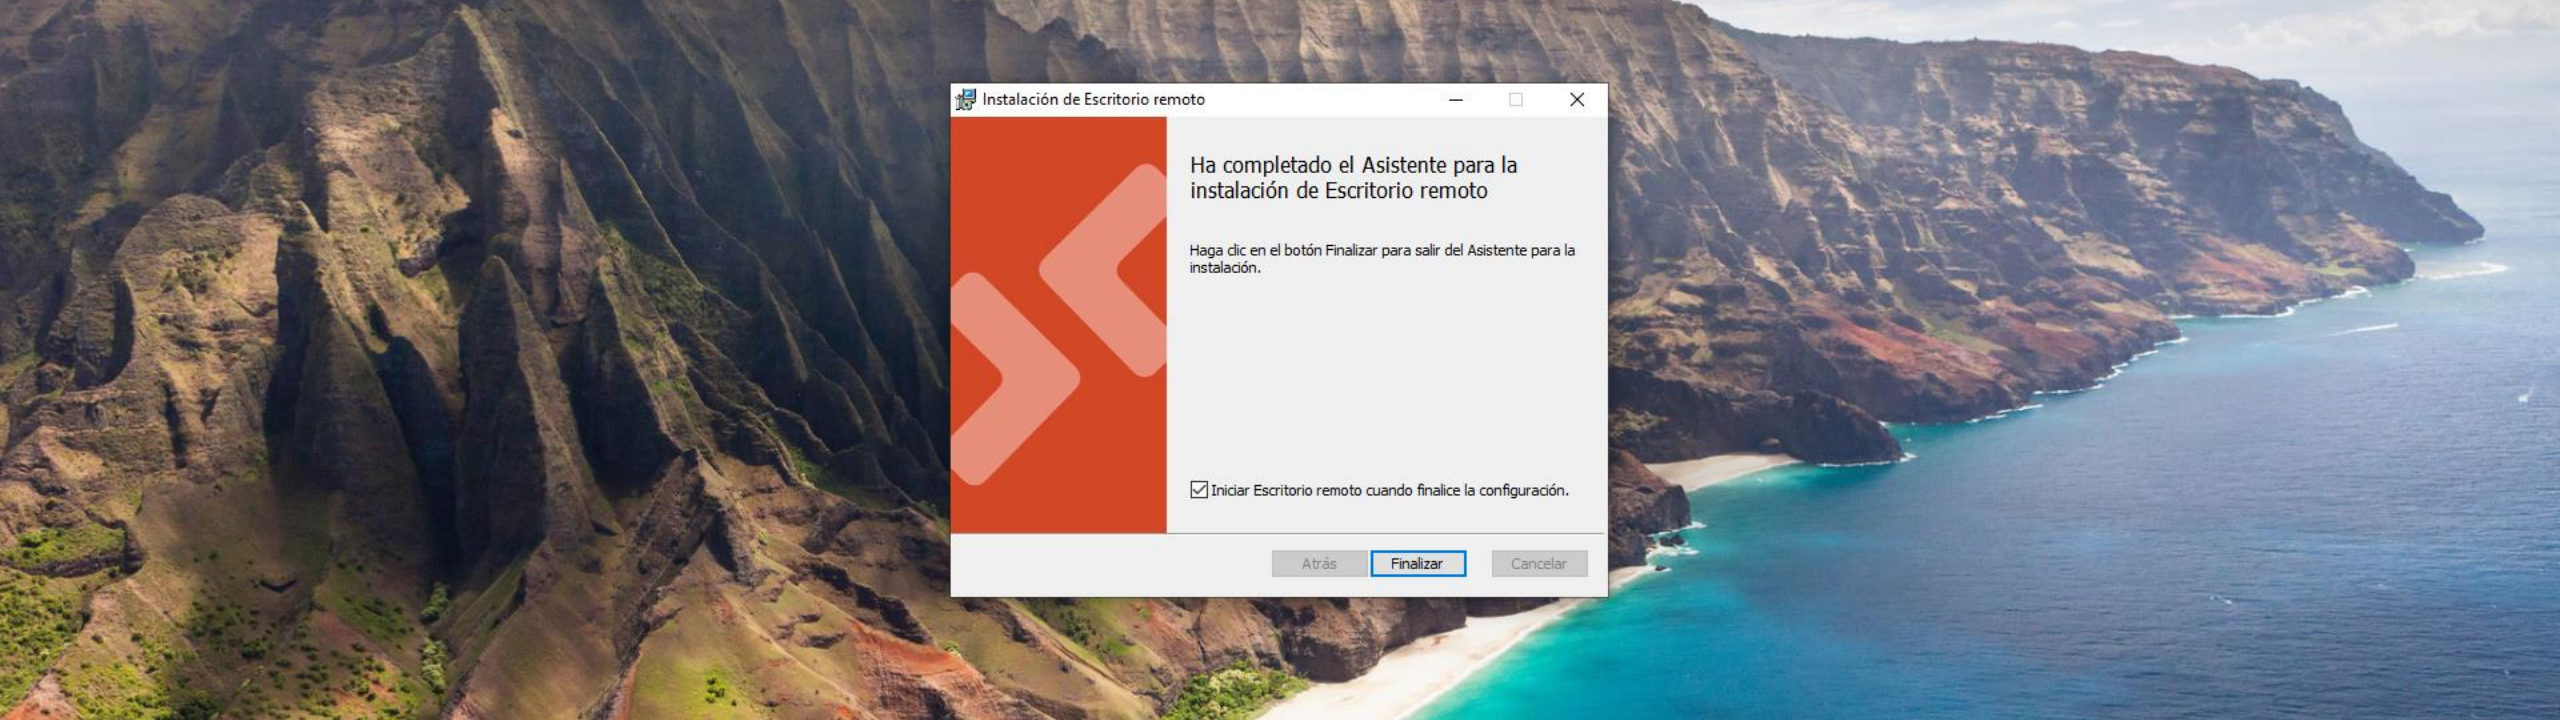 Instalación de Escritorio remoto
Ha completado el Asistente para la
instalación de Escritorio remoto
Haga clic en el botón Finalizar para salir del Asistente para la
instalación.
Iniciar Escritorio remoto cuando finalice la configuración.
Atrás
Finalizar
Cancelar